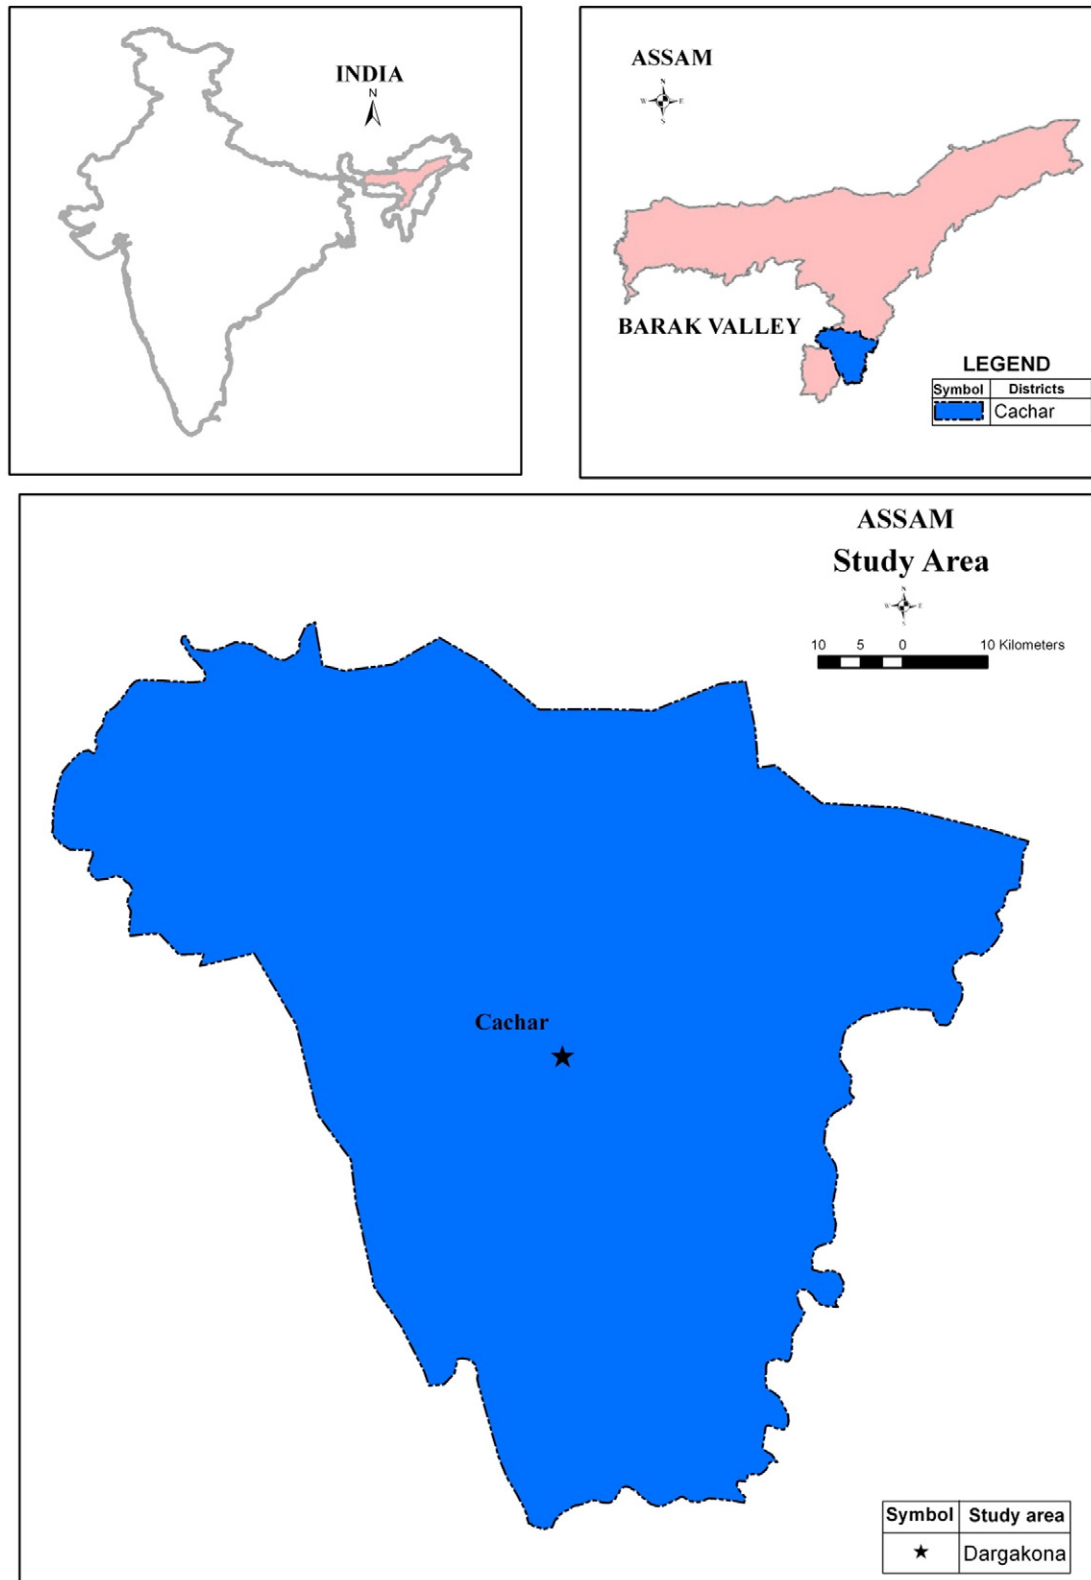 INDIA
N
ASSAM
N
W E
S
BARAK VALLEY
LEGEND
Symbol Districts
Cachar
ASSAM
Study Area
N
W E
S
10 5 0 10 Kilometers
Cachar
Symbol Study area
Dargakona